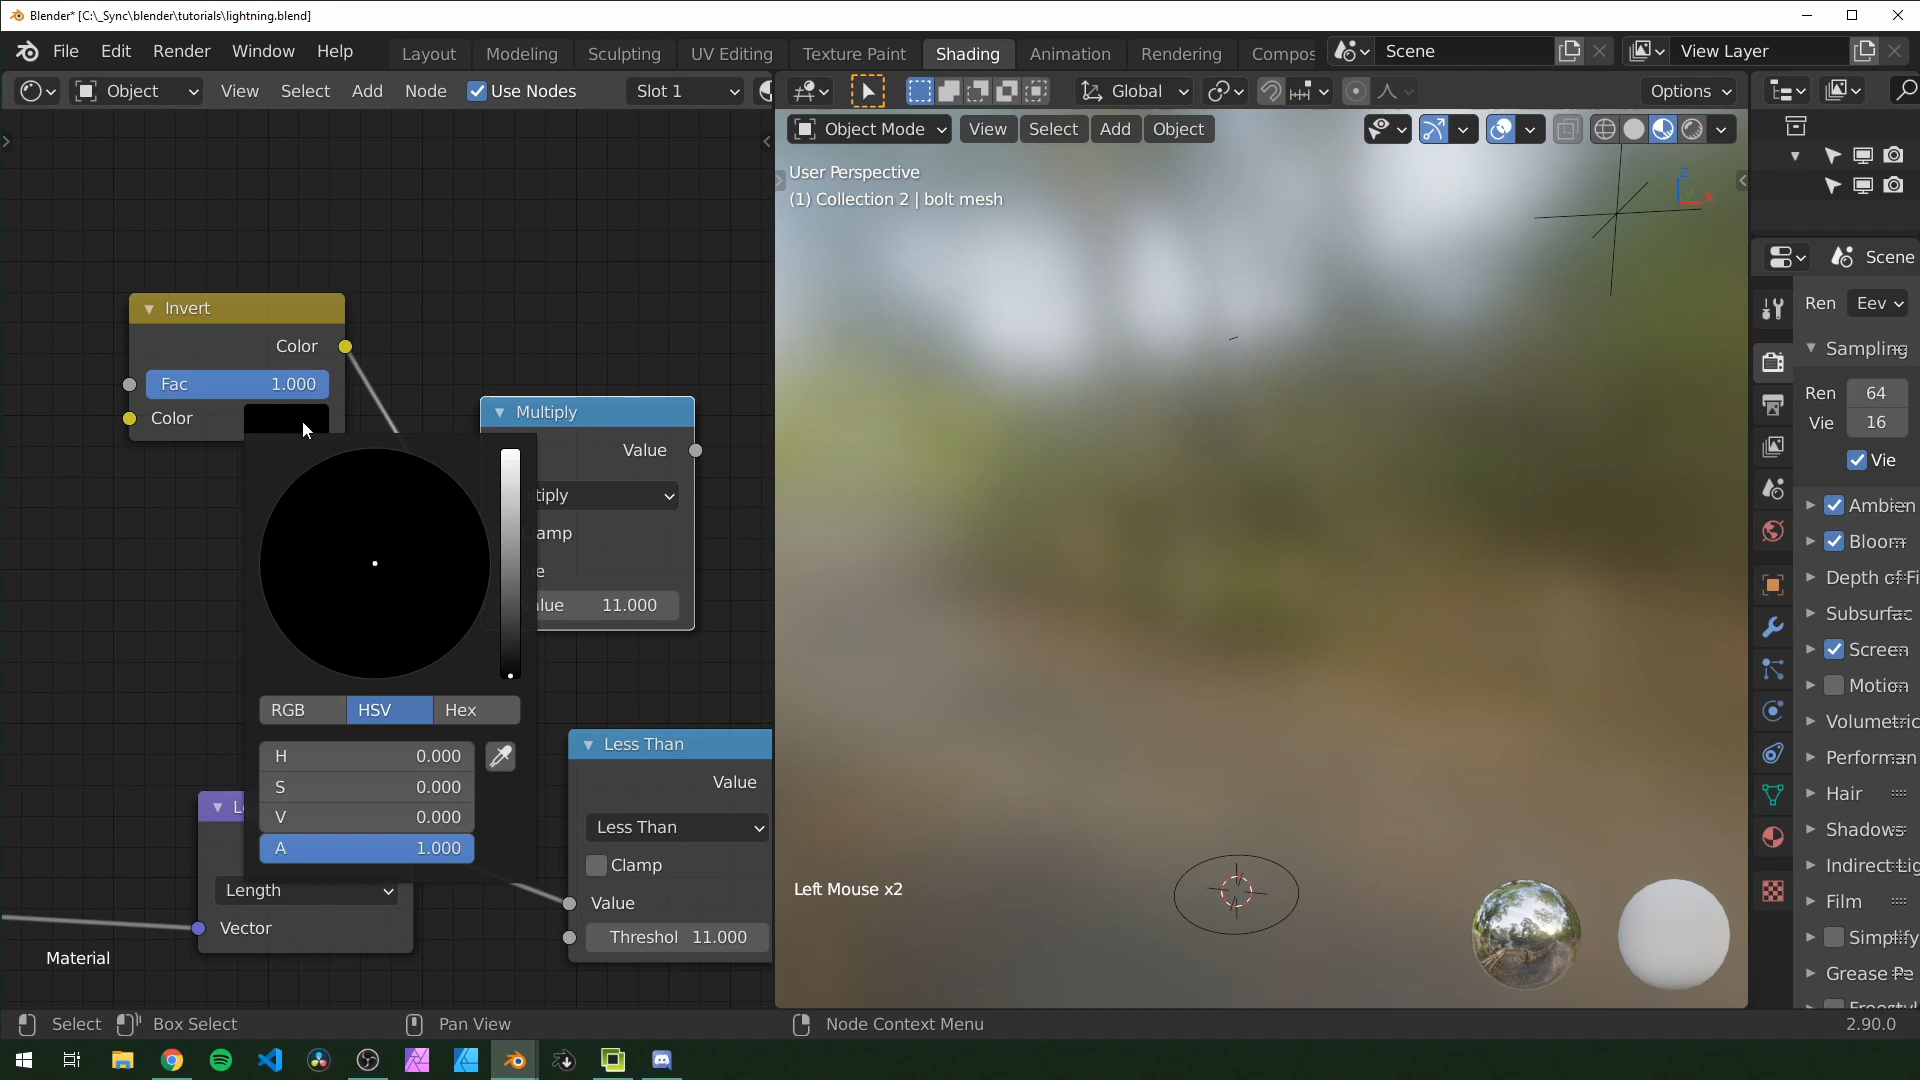 Blender* [C:\_Sync\blender\tutorials\lightning.blend]
File Edit Render Window Help Layout Modeling Sculpting UV Editing Texture Paint Shading Animation Rendering Compos Scene View Layer
Object View Select Add Node Use Nodes Slot 1 Global Options
Object Mode View Select Add Object
User Perspective
(1) Collection 2 | bolt mesh
Z
Y
X
Scene
Ren Eev
Sampling
Ren 64
Vie 16
Vie
Ambien
Bloom
Depth of Fi
Subsurfac
Screen
Motion
Volumetric
Performan
Hair
Shadows
Indirect Lig
Film
Simplify
Grease Pe
Freestyl
Invert
Color
Fac 1.000
Color
Multiply
Value
tiply
amp
e
alue 11.000
RGB HSV Hex
H 0.000
S 0.000
V 0.000
A 1.000
Less Than
Value
Less Than
Clamp
Value
Threshol 11.000
Le
Length
Vector
Material
Left Mouse x2
Select Box Select Pan View Node Context Menu 2.90.0